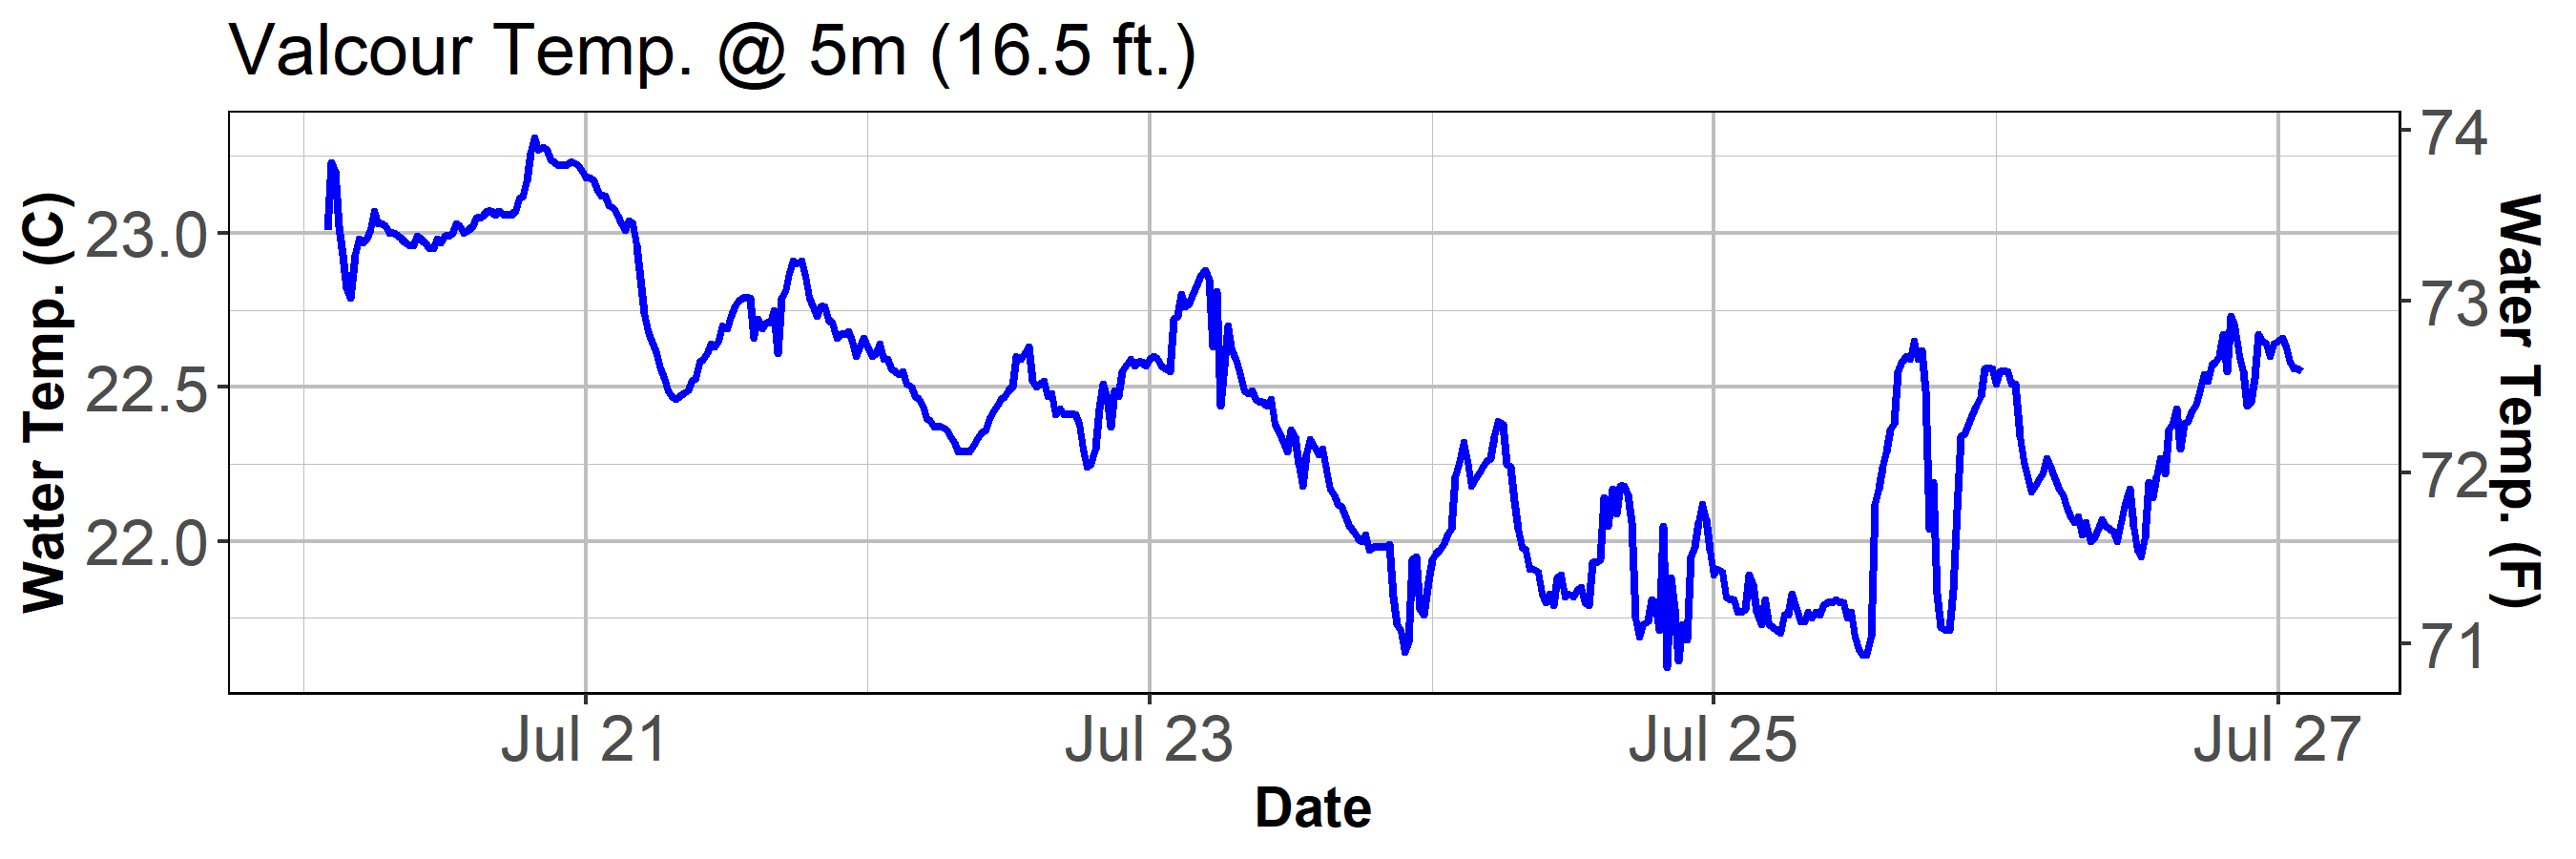 Valcour Temp. @ 5m (16.5 ft.)
Water Temp. (C)
23.0
22.5
22.0
74
73
72
71
Water Temp. (F)
Jul 21
Jul 23
Jul 25
Jul 27
Date